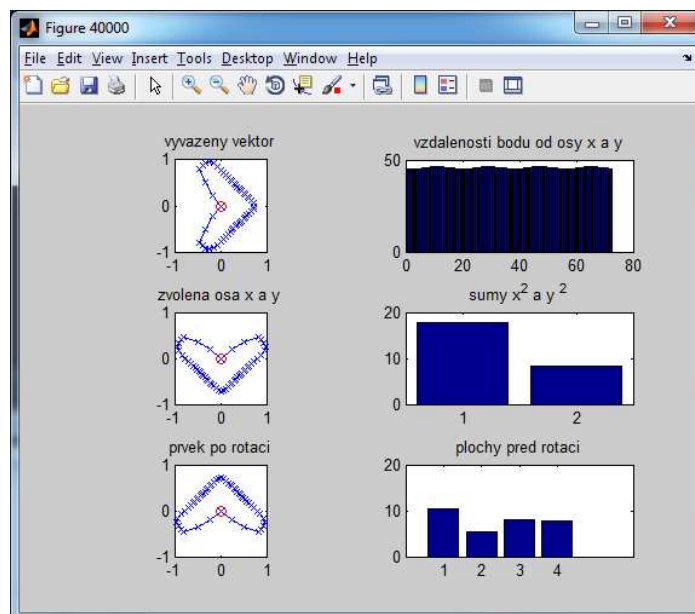 Figure 40000
File Edit View Insert Tools Desktop Window Help
vyvazeny vektor
1
0
-1
-1 0 1
vzdalenosti bodu od osy x a y
50
0
0 20 40 60 80
zvolena osa x a y
1
0
-1
-1 0 1
sumy x² a y ²
20
10
0
1 2
prvek po rotaci
1
0
-1
-1 0 1
plochy pred rotaci
20
10
0
1 2 3 4